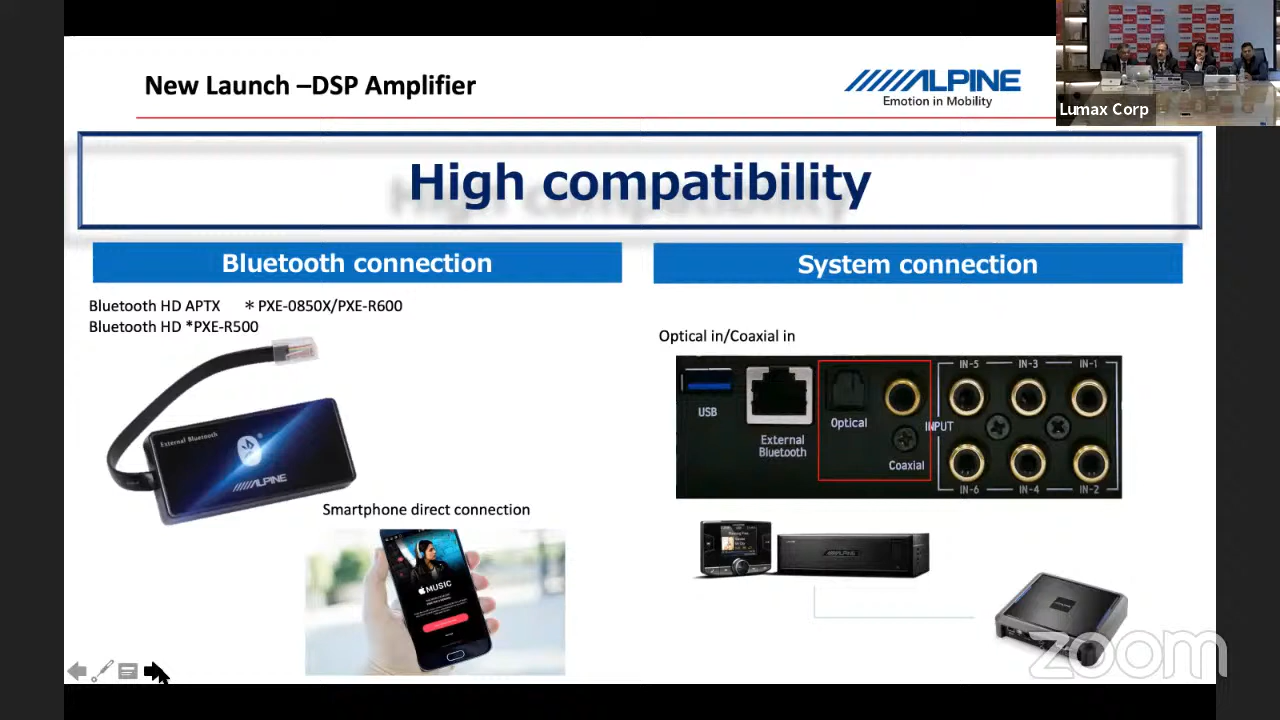 New Launch –DSP Amplifier
ALPINE
Emotion in Mobility
Lumax Corp
High compatibility
Bluetooth connection
System connection
Bluetooth HD APTX ＊PXE-0850X/PXE-R600
Bluetooth HD *PXE-R500
Optical in/Coaxial in
External Bluetooth
ALPINE
IN-5 IN-3 IN-1
USB
Optical
INPUT
External
Bluetooth
Coaxial
IN-6 IN-4 IN-2
Smartphone direct connection
MUSIC
ALPINE
zoom